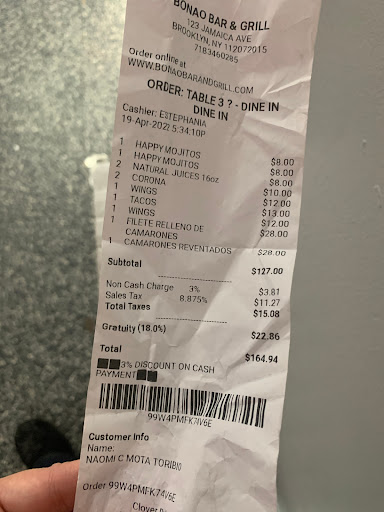 BONAO BAR & GRILL
123 JAMAICA AVE
BROOKLYN, NY 112072015
7183460285
Order online at
WWW.BONAOBARANDGRILL.COM
ORDER: TABLE 3 ? - DINE IN
DINE IN
Cashier: ESTEPHANIA
19-Apr-2022 5:34:10P
1 HAPPY MOJITOS $8.00
1 HAPPY MOJITOS $8.00
2 NATURAL JUICES 16oz $8.00
2 CORONA $10.00
1 WINGS $12.00
1 TACOS $13.00
1 WINGS $12.00
1 FILETE RELLENO DE CAMARONES $28.00
1 CAMARONES REVENTADOS $28.00
Subtotal $127.00
Non Cash Charge 3% $3.81
Sales Tax 8.875% $11.27
Total Taxes $15.08
Gratuity (18.0%) $22.86
Total $164.94
3% DISCOUNT ON CASH
PAYMENT
99W4PMFK74V6E
Customer Info
Name:
NAOMI C MOTA TORIBIO
Order 99W4PMFK74V6E
Clover